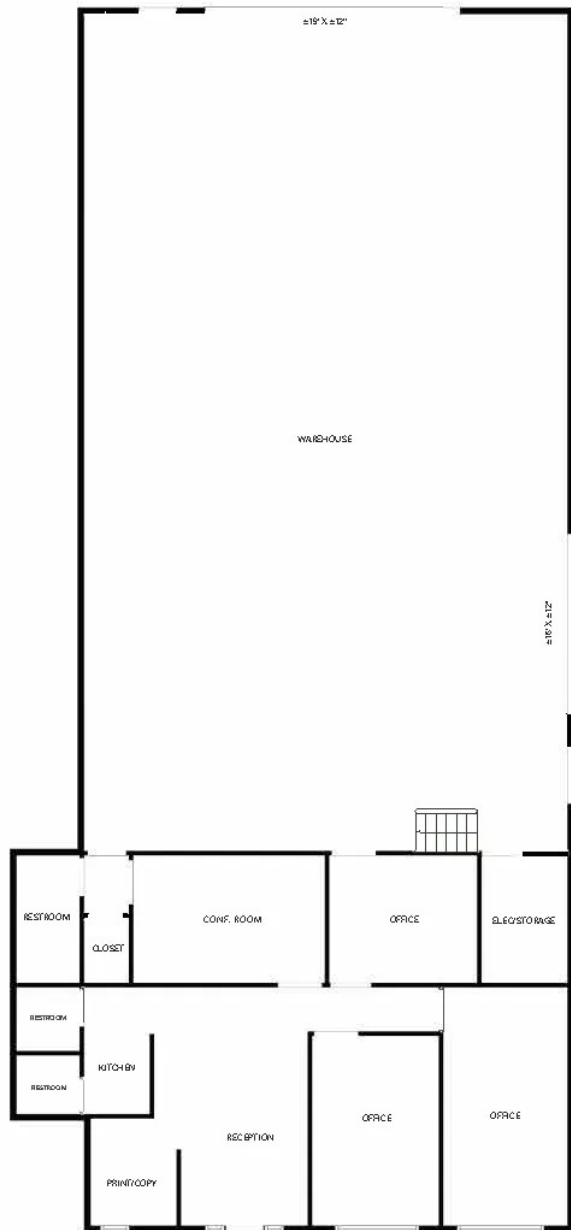 ±19' X ±12'
WAREHOUSE
±16' X ±12'
RESTROOM
CONF. ROOM
OFFICE
ELEC/STORAGE
CLOSET
RESTROOM
KITCHEN
RESTROOM
OFFICE
OFFICE
RECEPTION
PRINT/COPY